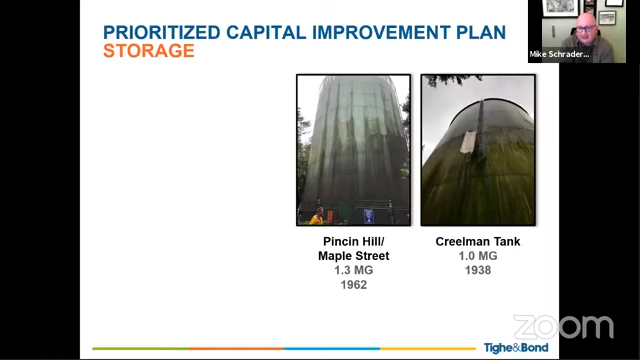 PRIORITIZED CAPITAL IMPROVEMENT PLAN
STORAGE
Mike Schrader...
Pincin Hill/
Maple Street
1.3 MG
1962
Creelman Tank
1.0 MG
1938
zoom
Tighe&Bond